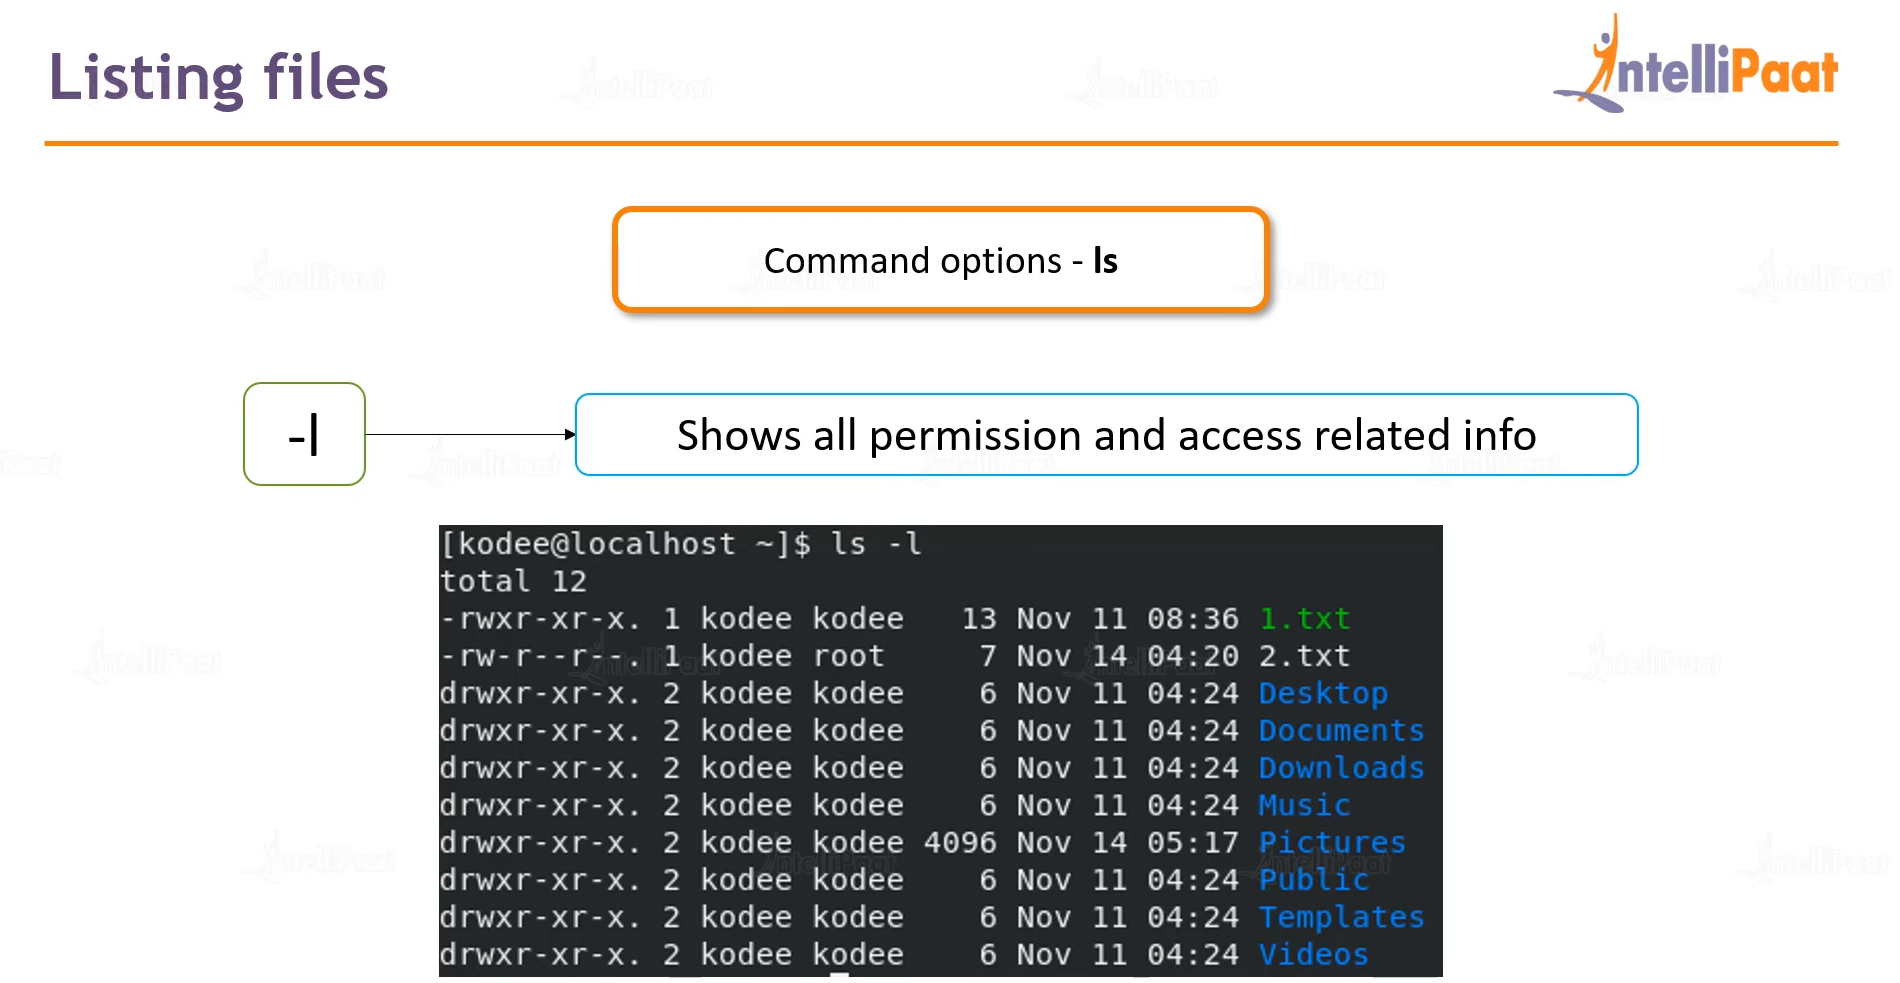 Listing files
IntelliPaat
Command options - ls
-l
Shows all permission and access related info
[kodee@localhost ~]$ ls -l
total 12
-rwxr-xr-x. 1 kodee kodee   13 Nov 11 08:36 1.txt
-rw-r--r--. 1 kodee root     7 Nov 14 04:20 2.txt
drwxr-xr-x. 2 kodee kodee    6 Nov 11 04:24 Desktop
drwxr-xr-x. 2 kodee kodee    6 Nov 11 04:24 Documents
drwxr-xr-x. 2 kodee kodee    6 Nov 11 04:24 Downloads
drwxr-xr-x. 2 kodee kodee    6 Nov 11 04:24 Music
drwxr-xr-x. 2 kodee kodee 4096 Nov 14 05:17 Pictures
drwxr-xr-x. 2 kodee kodee    6 Nov 11 04:24 Public
drwxr-xr-x. 2 kodee kodee    6 Nov 11 04:24 Templates
drwxr-xr-x. 2 kodee kodee    6 Nov 11 04:24 Videos